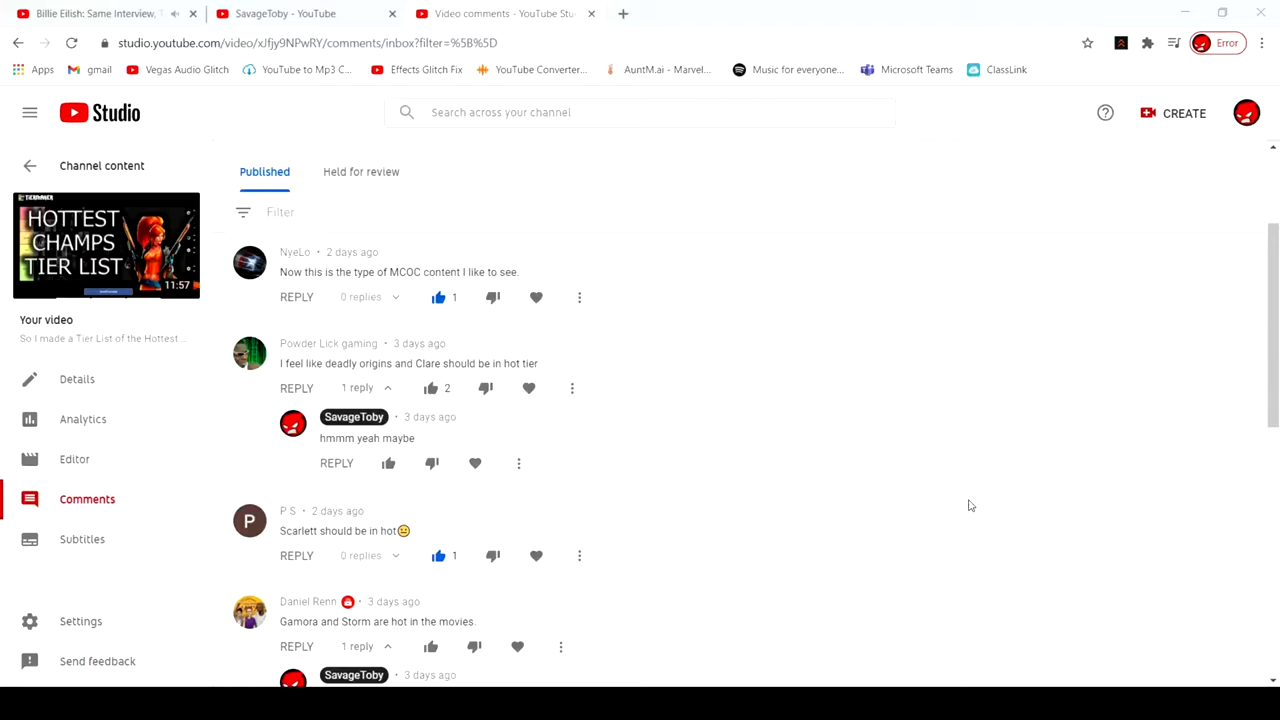 Billie Eilish: Same Interview, T
SavageToby - YouTube
Video comments - YouTube Stu
studio.youtube.com/video/xJfjy9NPwRY/comments/inbox?filter=%5B%5D
Error
Apps
gmail
Vegas Audio Glitch
YouTube to Mp3 C...
Effects Glitch Fix
YouTube Converter...
AuntM.ai - Marvel...
Music for everyone...
Microsoft Teams
ClassLink
Studio
Search across your channel
CREATE
Channel content
HOTTEST
CHAMPS
TIER LIST
11:57
Your video
So I made a Tier List of the Hottest ...
Details
Analytics
Editor
Comments
Subtitles
Settings
Send feedback
Published
Held for review
Filter
NyeLo • 2 days ago
Now this is the type of MCOC content I like to see.
REPLY 0 replies 1
Powder Lick gaming • 3 days ago
I feel like deadly origins and Clare should be in hot tier
REPLY 1 reply 2
SavageToby • 3 days ago
hmmm yeah maybe
REPLY
P
P S • 2 days ago
Scarlett should be in hot😐
REPLY 0 replies 1
Daniel Renn • 3 days ago
Gamora and Storm are hot in the movies.
REPLY 1 reply
SavageToby • 3 days ago